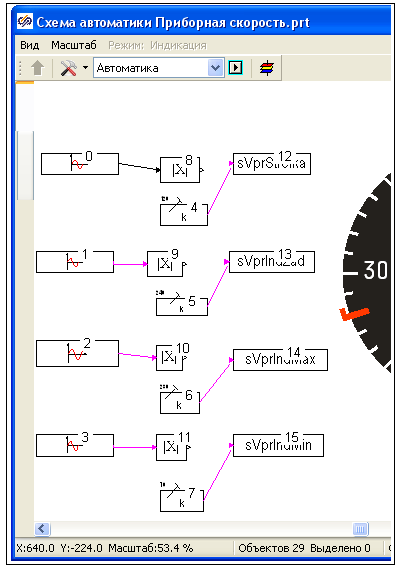 Схема автоматики Приборная скорость.prt
Вид Масштаб Режим: Индикация
Автоматика
0 8 |X| 12 sVprStrelka
4 k
1 9 |X| 13 sVprIndZad
5 k
30
2 10 |X| 14 sVprIndMax
6 k
3 11 |X| 15 sVprIndMin
7 k
X:640.0 Y:-224.0 Масштаб:53.4 % Объектов 29 Выделено 0